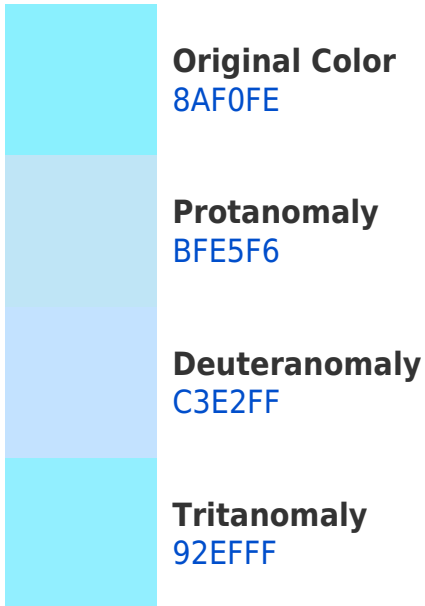 Original Color
8AF0FE
Protanomaly
BFE5F6
Deuteranomaly
C3E2FF
Tritanomaly
92EFFF